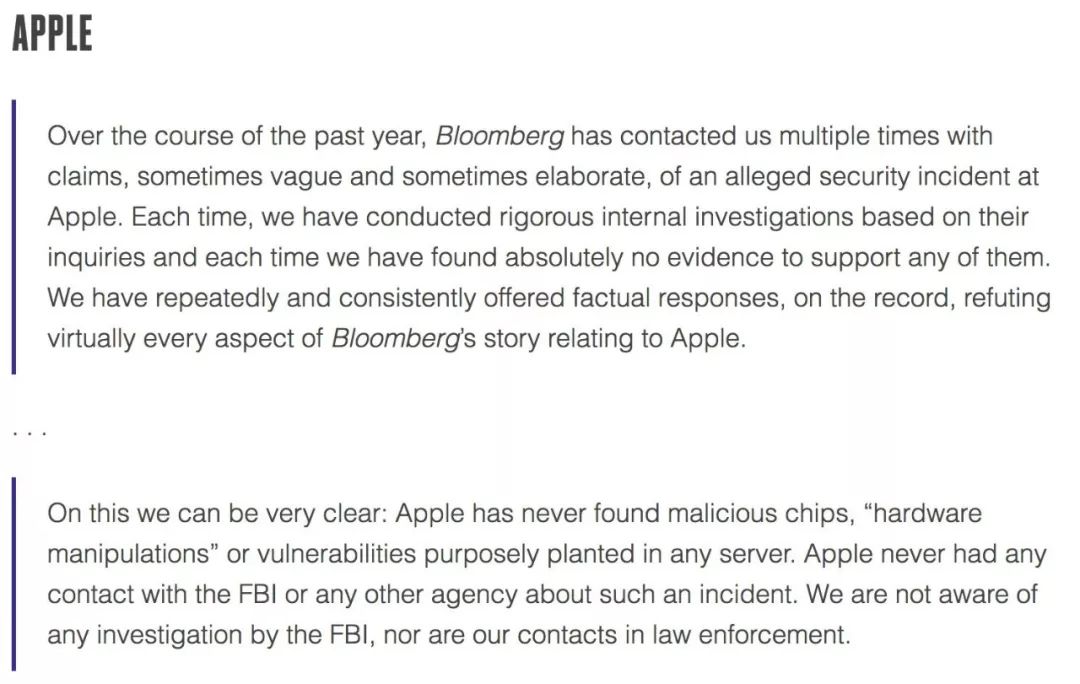 APPLE
Over the course of the past year, Bloomberg has contacted us multiple times with
claims, sometimes vague and sometimes elaborate, of an alleged security incident at
Apple. Each time, we have conducted rigorous internal investigations based on their
inquiries and each time we have found absolutely no evidence to support any of them.
We have repeatedly and consistently offered factual responses, on the record, refuting
virtually every aspect of Bloomberg’s story relating to Apple.
. . .
On this we can be very clear: Apple has never found malicious chips, “hardware
manipulations” or vulnerabilities purposely planted in any server. Apple never had any
contact with the FBI or any other agency about such an incident. We are not aware of
any investigation by the FBI, nor are our contacts in law enforcement.